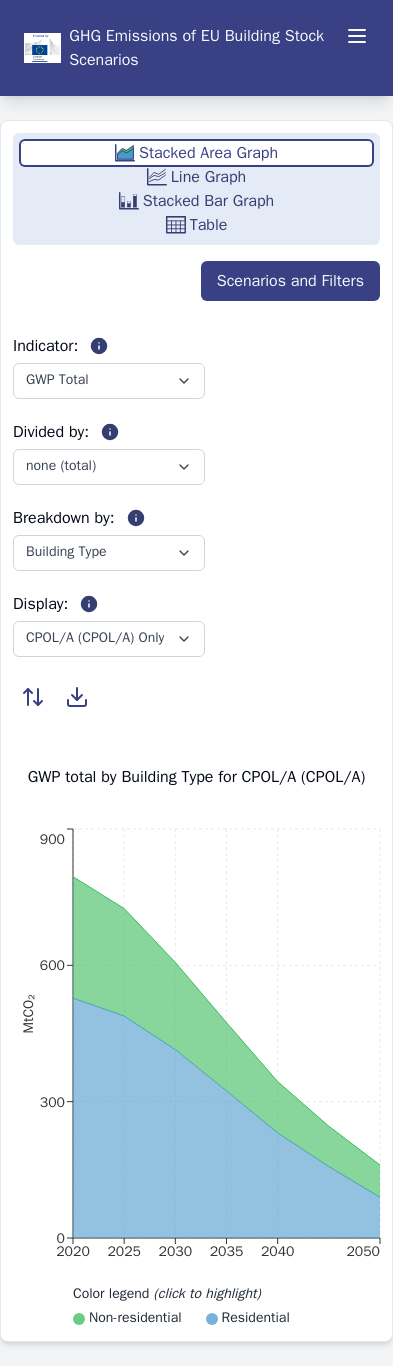 GHG Emissions of EU Building Stock
Scenarios
Stacked Area Graph
Line Graph
Stacked Bar Graph
Table
Scenarios and Filters
Indicator:
GWP Total
Divided by:
none (total)
Breakdown by:
Building Type
Display:
CPOL/A (CPOL/A) Only
GWP total by Building Type for CPOL/A (CPOL/A)
900
600
300
0
MtCO₂
2020 2025 2030 2035 2040 2050
Color legend (click to highlight)
Non-residential Residential